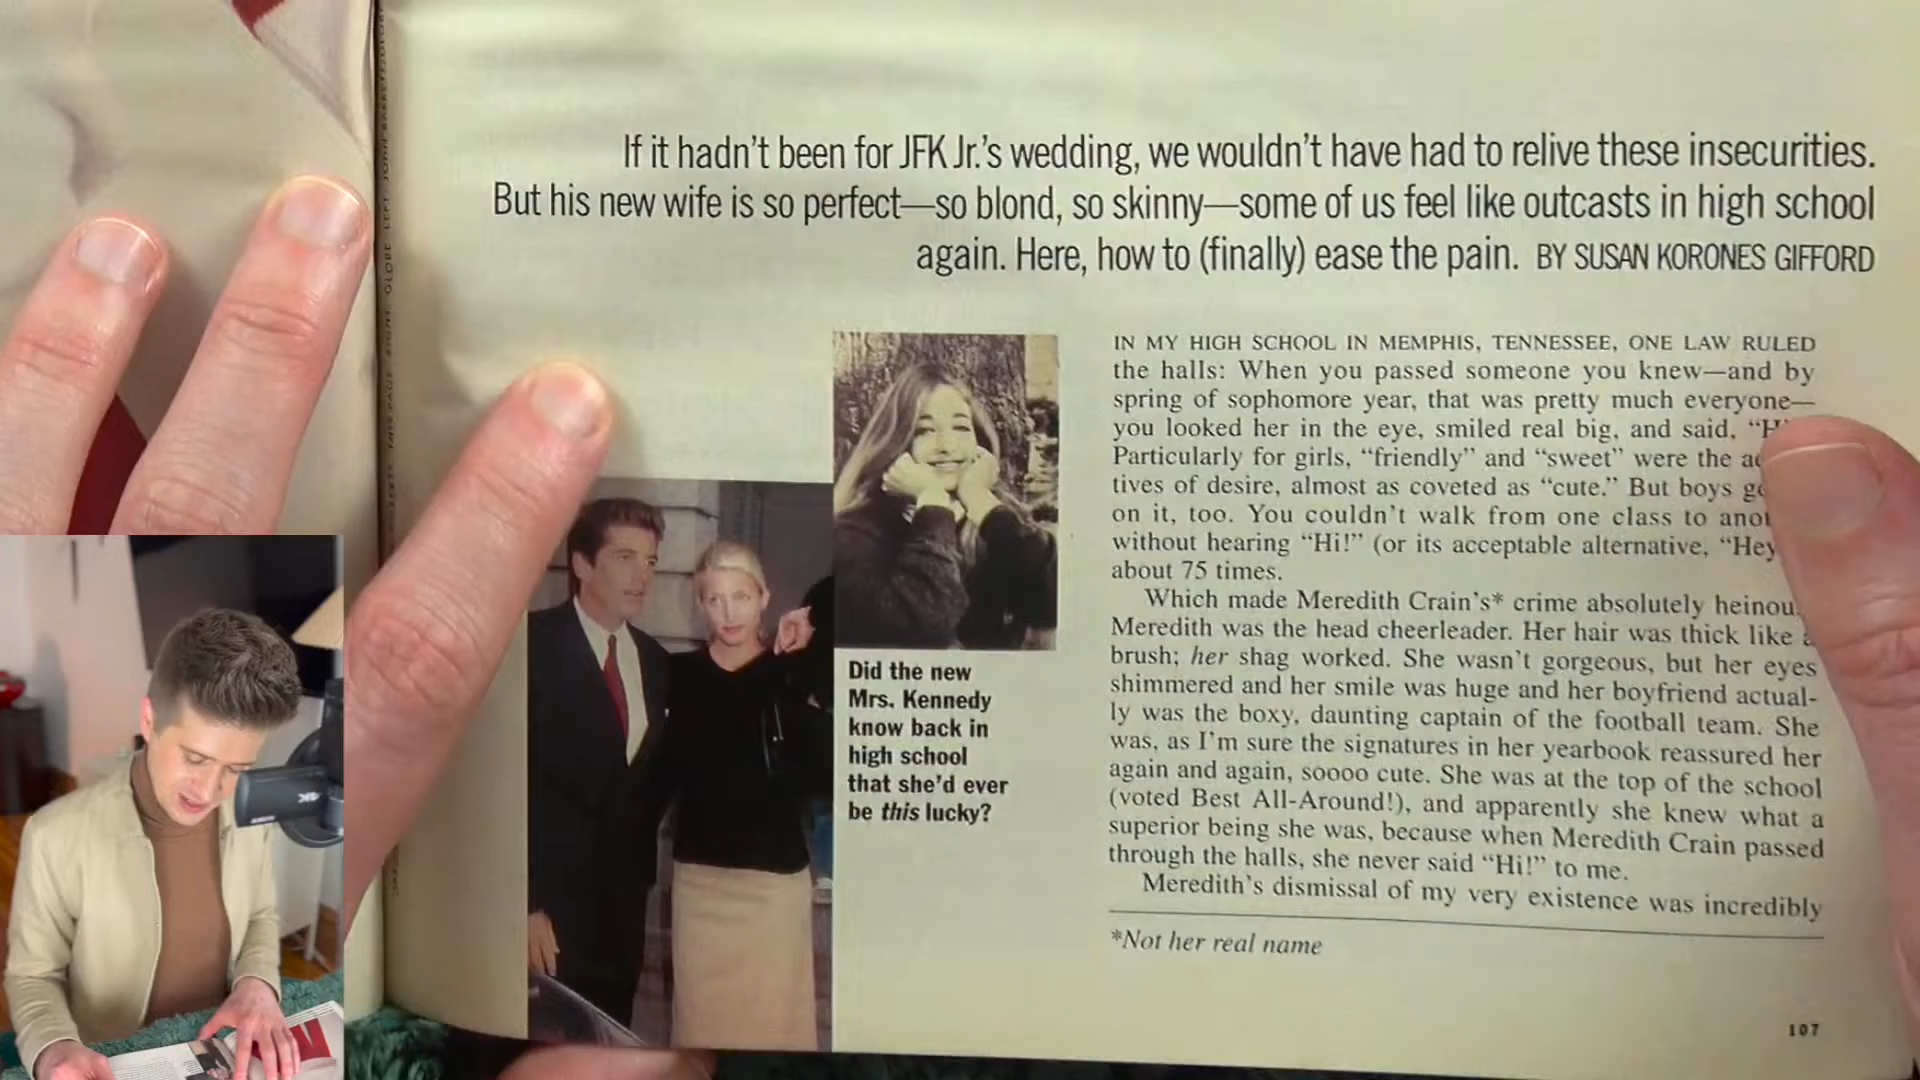 If it hadn't been for JFK Jr.'s wedding, we wouldn't have had to relive these insecurities.
But his new wife is so perfect—so blond, so skinny—some of us feel like outcasts in high school
again. Here, how to (finally) ease the pain. BY SUSAN KORONES GIFFORD
Did the new
Mrs. Kennedy
know back in
high school
that she'd ever
be this lucky?
IN MY HIGH SCHOOL IN MEMPHIS, TENNESSEE, ONE LAW RULED
the halls: When you passed someone you knew—and by
spring of sophomore year, that was pretty much everyone—
you looked her in the eye, smiled real big, and said,
Particularly for girls, "friendly" and "sweet" were the
tives of desire, almost as coveted as "cute." But boys
on it, too. You couldn't walk from one class to
without hearing "Hi!" (or its acceptable alternative, "Hey
about 75 times.
Which made Meredith Crain's* crime absolutely
Meredith was the head cheerleader. Her hair was thick like a
brush; her shag worked. She wasn't gorgeous, but her eyes
shimmered and her smile was huge and her boyfriend actual-
ly was the boxy, daunting captain of the football team. She
was, as I'm sure the signatures in her yearbook reassured her
again and again, soooo cute. She was at the top of the school
(voted Best All-Around!), and apparently she knew what a
superior being she was, because when Meredith Crain passed
through the halls, she never said "Hi!" to me.
Meredith's dismissal of my very existence was incredibly
*Not her real name
107